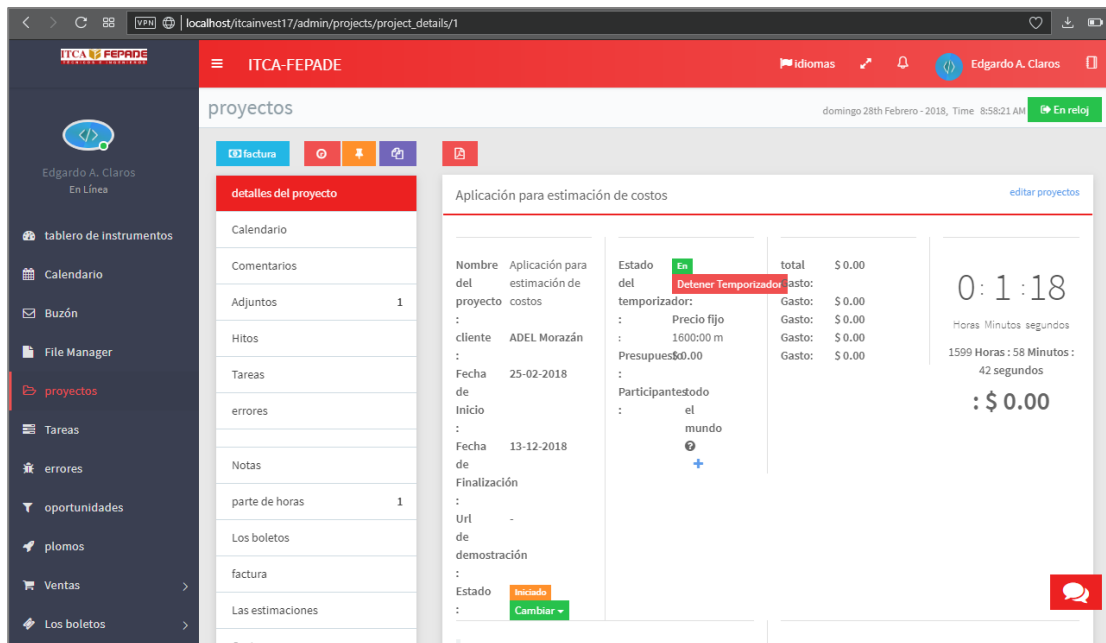 VPN localhost/itcainvest17/admin/projects/project_details/1
ITCA FEPADE
ITCA-FEPADE
idiomas
Edgardo A. Claros
Edgardo A. Claros
En Línea
tablero de instrumentos
Calendario
Buzón
File Manager
proyectos
Tareas
errores
oportunidades
plomos
Ventas
Los boletos
proyectos
domingo 28th Febrero - 2018, Time 8:58:21 AM
En reloj
factura
detalles del proyecto
Calendario
Comentarios
Adjuntos 1
Hitos
Tareas
errores
Notas
parte de horas 1
Los boletos
factura
Las estimaciones
Aplicación para estimación de costos
editar proyectos
Nombre Aplicación para
del estimación de
proyecto costos
:
cliente ADEL Morazán
:
Fecha 25-02-2018
de
Inicio
:
Fecha 13-12-2018
de
Finalización
:
Url -
de
demostración
:
Estado Iniciado
: Cambiar
Estado En
del Detener Temporizador
temporizador:
: Precio fijo
: 1600:00 m
Presupuesto $0.00
:
Participantes todo
: el
mundo
total $ 0.00
Gasto:
Gasto: $ 0.00
Gasto: $ 0.00
Gasto: $ 0.00
Gasto: $ 0.00
0: 1 :18
Horas Minutos segundos
1599 Horas : 58 Minutos :
42 segundos
: $ 0.00